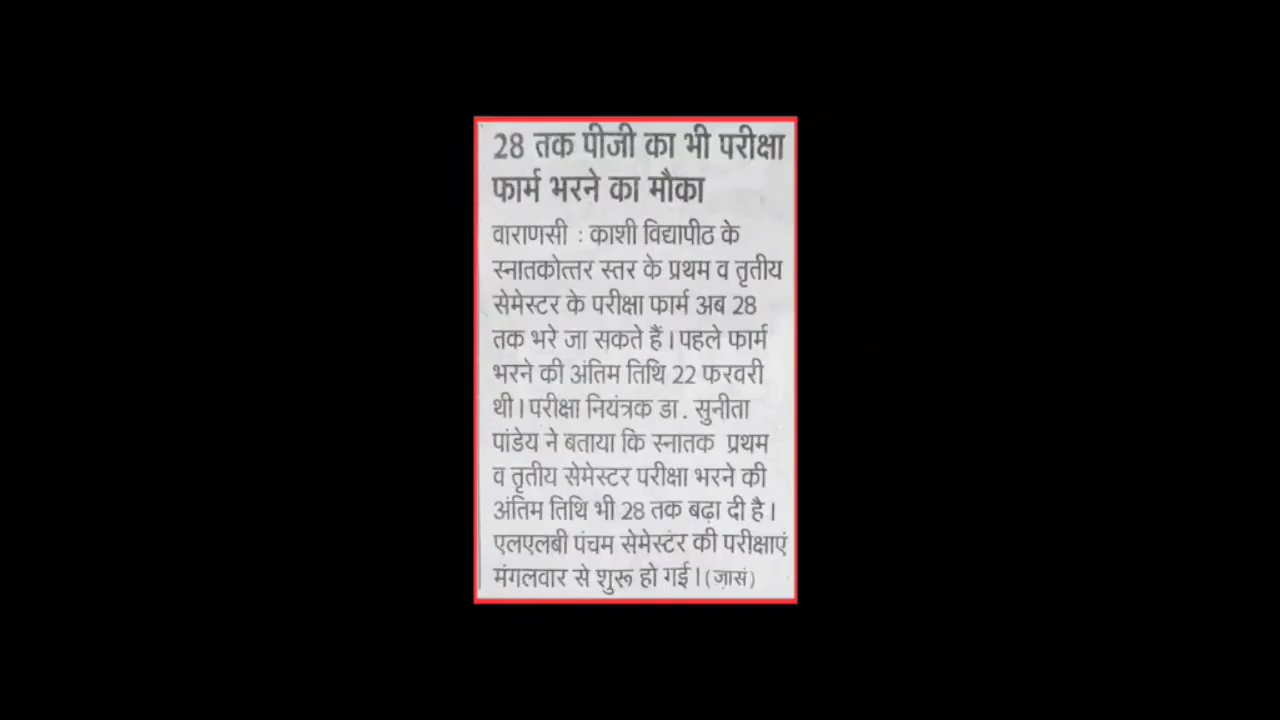 28 तक पीजी का भी परीक्षा
फार्म भरने का मौका
वाराणसी : काशी विद्यापीठ के
स्नातकोत्तर स्तर के प्रथम व तृतीय
सेमेस्टर के परीक्षा फार्म अब 28
तक भरे जा सकते हैं। पहले फार्म
भरने की अंतिम तिथि 22 फरवरी
थी। परीक्षा नियंत्रक डा. सुनीता
पांडेय ने बताया कि स्नातक प्रथम
व तृतीय सेमेस्टर परीक्षा भरने की
अंतिम तिथि भी 28 तक बढ़ा दी है।
एलएलबी पंचम सेमेस्टर की परीक्षाएं
मंगलवार से शुरू हो गई। (जासं)